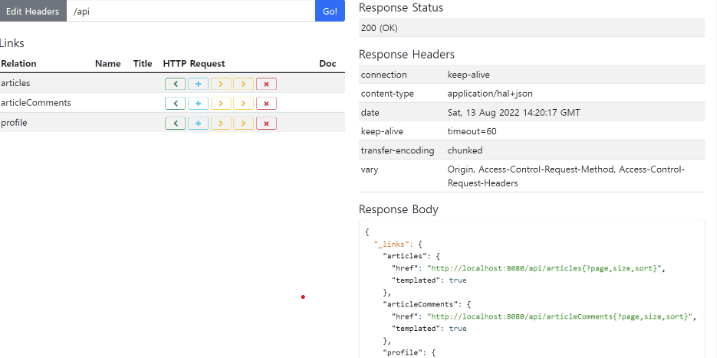 Edit Headers /api Go!
Links
Relation Name Title HTTP Request Doc
articles
articleComments
profile
Response Status
200 (OK)
Response Headers
connection keep-alive
content-type application/hal+json
date Sat, 13 Aug 2022 14:20:17 GMT
keep-alive timeout=60
transfer-encoding chunked
vary Origin, Access-Control-Request-Method, Access-Control-
Request-Headers
Response Body
{
"_links": {
"articles": {
"href": "http://localhost:8080/api/articles{?page,size,sort}",
"templated": true
},
"articleComments": {
"href": "http://localhost:8080/api/articleComments{?page,size,sort}",
"templated": true
},
"profile": {